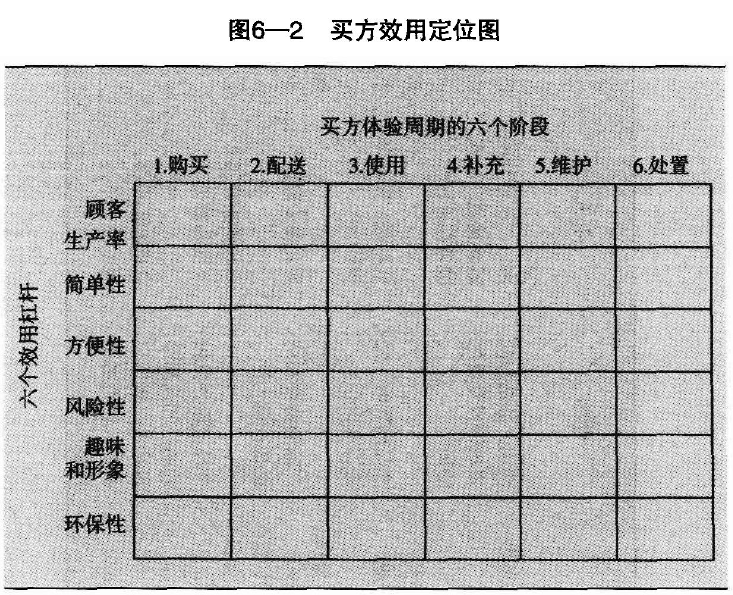 图6—2 买方效用定位图
买方体验周期的六个阶段
1.购买 2.配送 3.使用 4.补充 5.维护 6.处置
六个效用杠杆
顾客
生产率
简单性
方便性
风险性
趣味
和形象
环保性